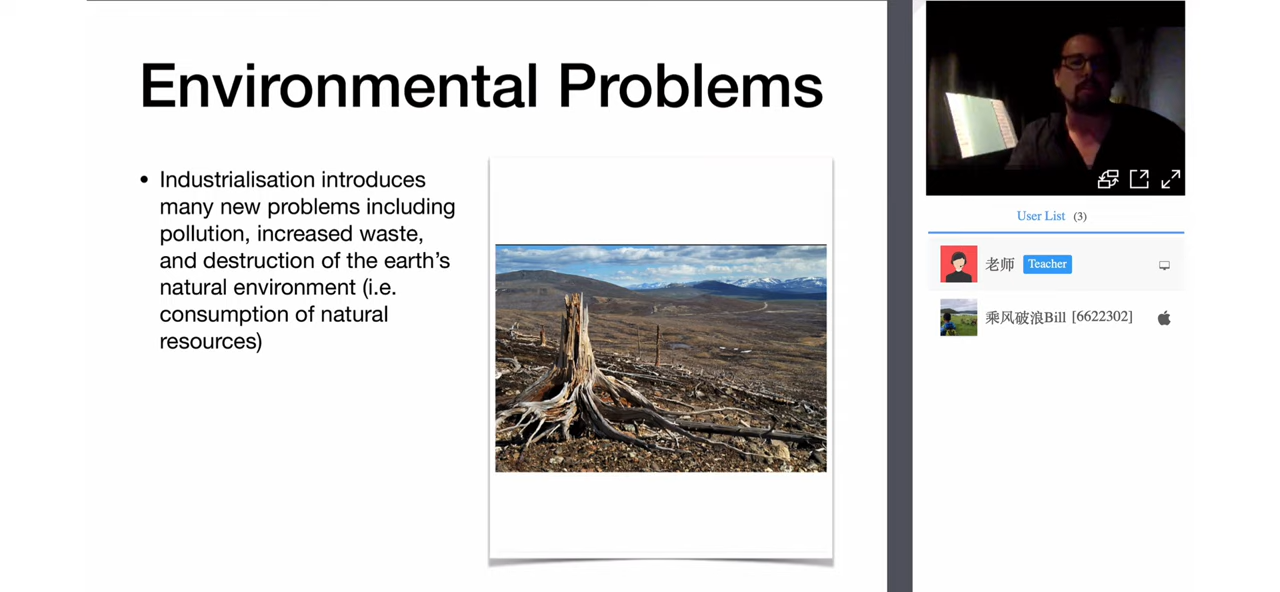 Environmental Problems
• Industrialisation introduces
many new problems including
pollution, increased waste,
and destruction of the earth's
natural environment (i.e.
consumption of natural
resources)
User List (3)
老师 Teacher
乘风破浪Bill [6622302]